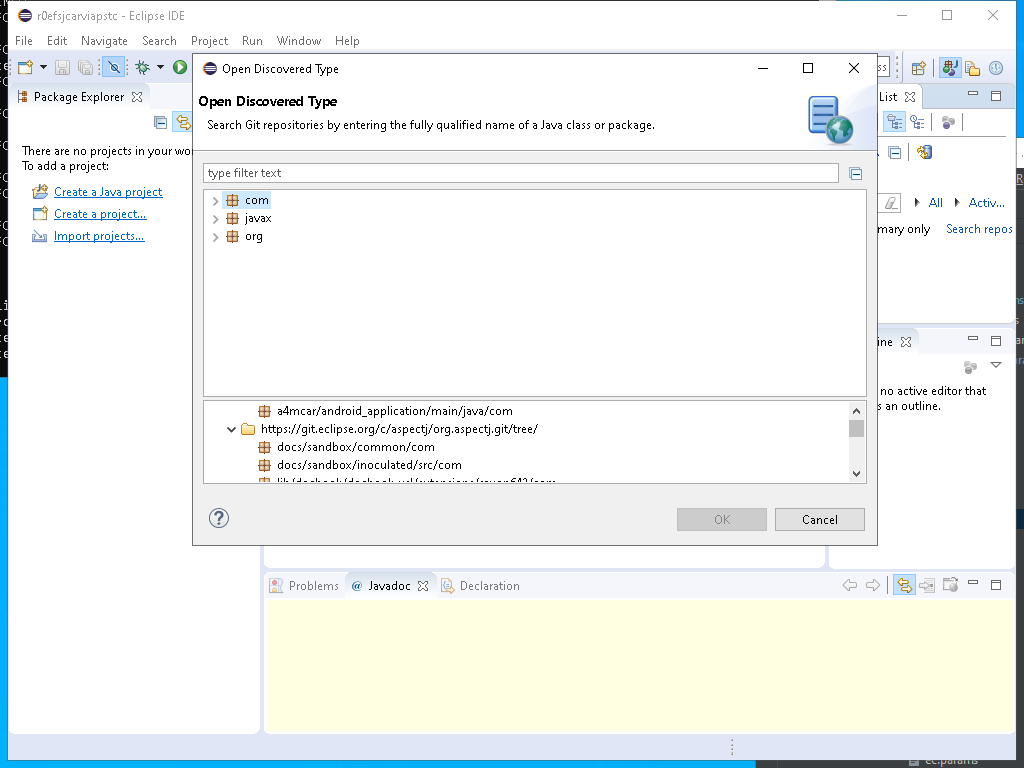 r0efsjcarviapstc - Eclipse IDE
File Edit Navigate Search Project Run Window Help
Open Discovered Type
Package Explorer
List
Open Discovered Type
Search Git repositories by entering the fully qualified name of a Java class or package.
There are no projects in your
To add a project:
type filter text
Create a Java project
com
All Activ...
Create a project...
javax
only Search repos
Import projects...
org
no active editor that
an outline.
a4mcar/android_application/main/java/com
https://git.eclipse.org/c/aspectj/org.aspectj.git/tree/
docs/sandbox/common/com
docs/sandbox/inoculated/src/com
OK Cancel
Problems @ Javadoc Declaration
ec.params